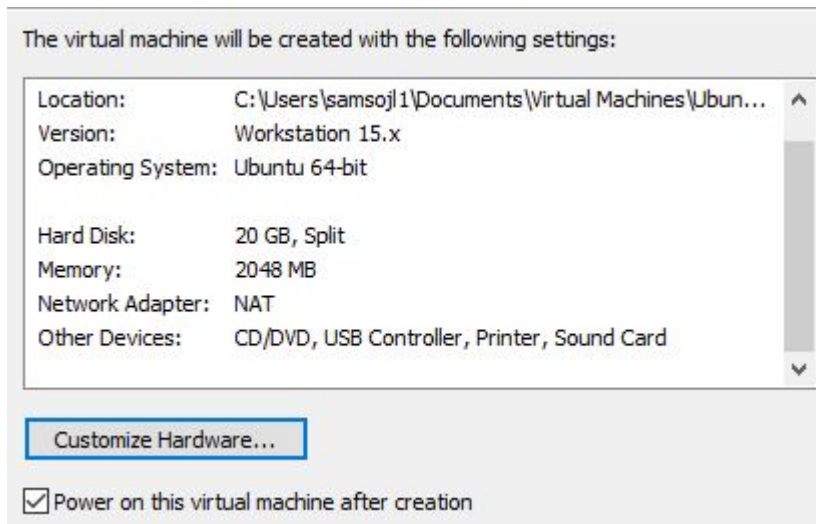 The virtual machine will be created with the following settings:
Location: C:\Users\samsojl1\Documents\Virtual Machines\Ubun...
Version: Workstation 15.x
Operating System: Ubuntu 64-bit
Hard Disk: 20 GB, Split
Memory: 2048 MB
Network Adapter: NAT
Other Devices: CD/DVD, USB Controller, Printer, Sound Card
Customize Hardware...
Power on this virtual machine after creation